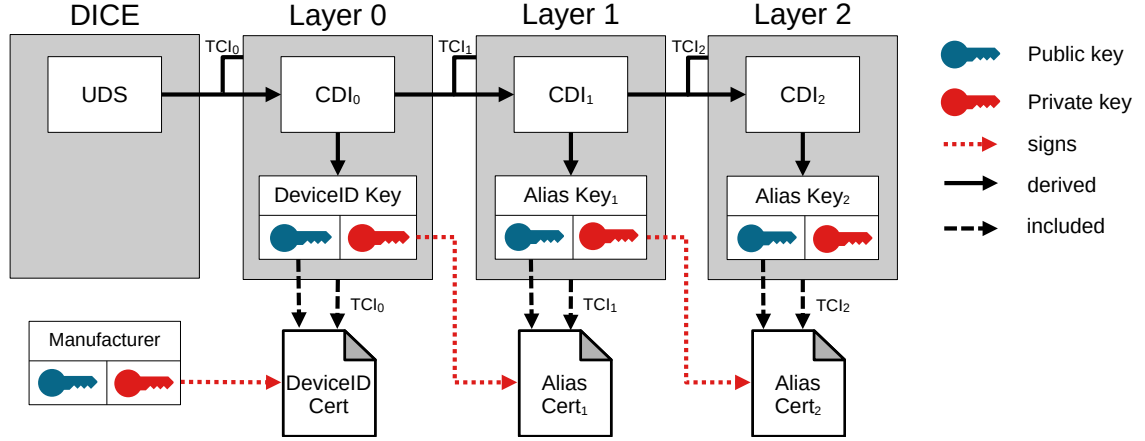 DICE
Layer 0
Layer 1
Layer 2
TCI₀
TCI₁
TCI₂
UDS
CDI₀
CDI₁
CDI₂
Public key
Private key
signs
derived
included
DeviceID Key
Alias Key₁
Alias Key₂
TCI₀
TCI₁
TCI₂
Manufacturer
DeviceID
Cert
Alias
Cert₁
Alias
Cert₂